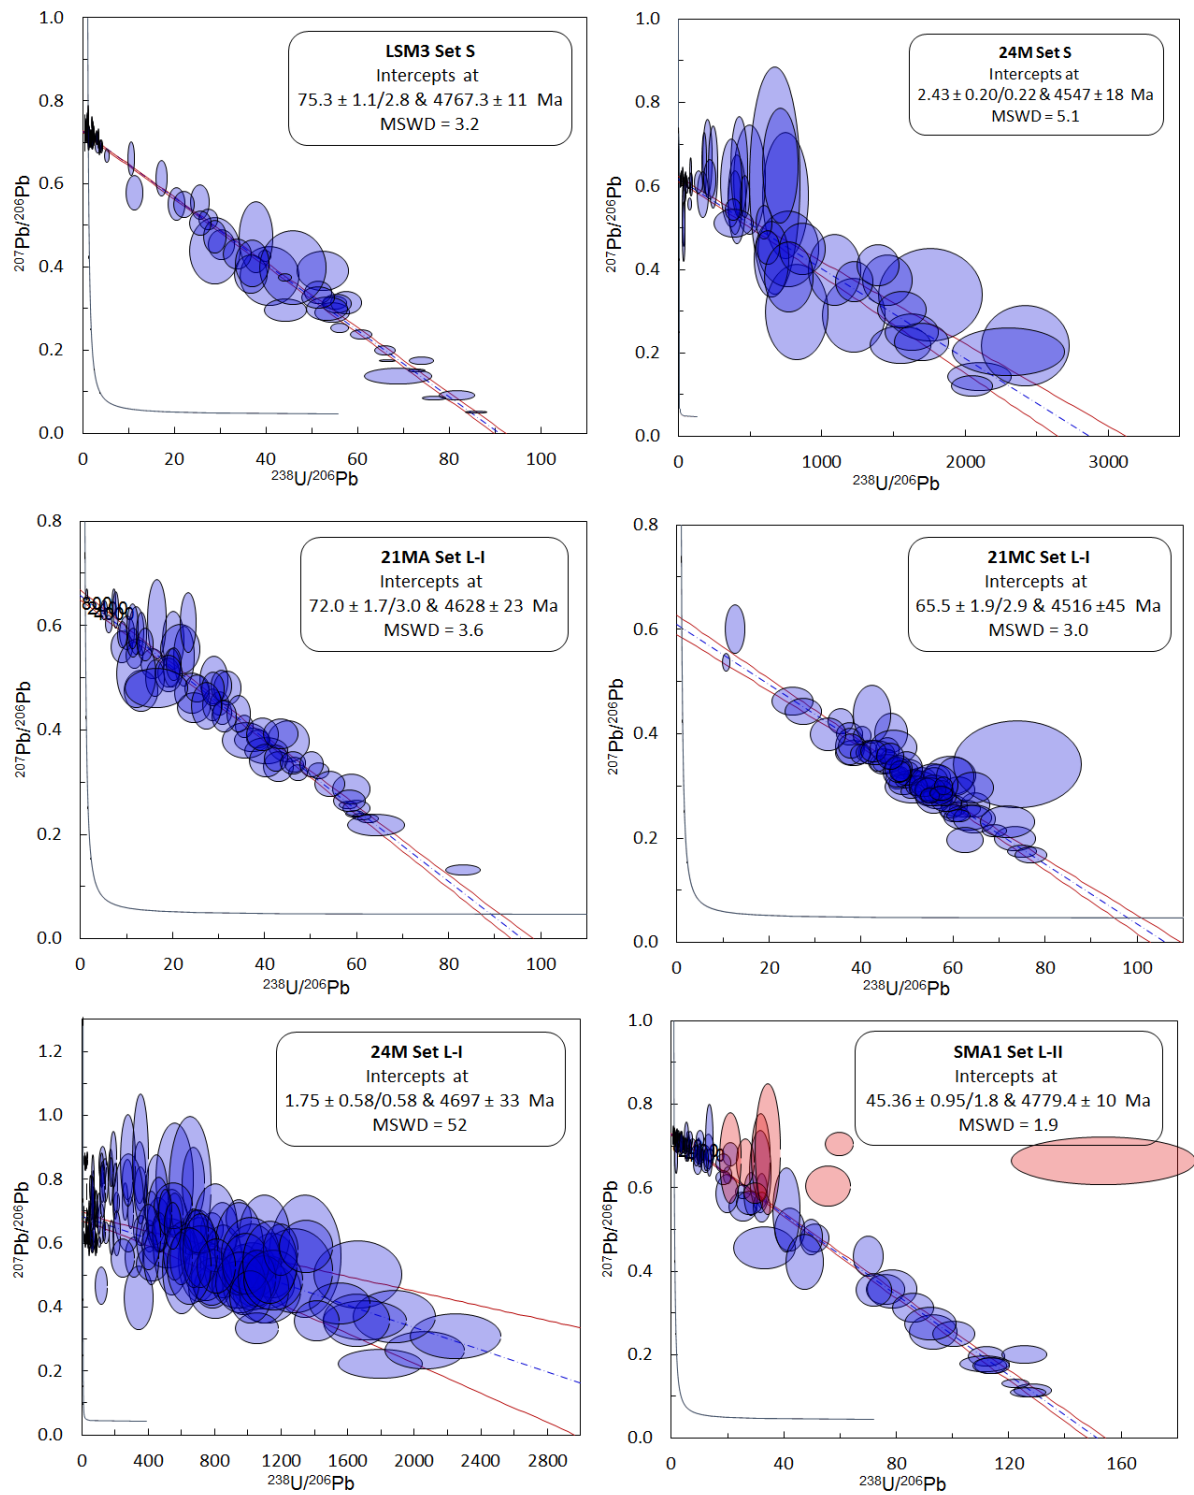 LSM3 Set S
Intercepts at
75.3 ± 1.1/2.8 & 4767.3 ± 11 Ma
MSWD = 3.2
1.0
0.8
0.6
0.4
0.2
0.0
207Pb/206Pb
0 20 40 60 80 100
238U/206Pb
24M Set S
Intercepts at
2.43 ± 0.20/0.22 & 4547 ± 18 Ma
MSWD = 5.1
1.0
0.8
0.6
0.4
0.2
0.0
207Pb/206Pb
0 1000 2000 3000
238U/206Pb
21MA Set L-I
Intercepts at
72.0 ± 1.7/3.0 & 4628 ± 23 Ma
MSWD = 3.6
0.8
0.6
0.4
0.2
0.0
207Pb/206Pb
0 20 40 60 80 100
238U/206Pb
21MC Set L-I
Intercepts at
65.5 ± 1.9/2.9 & 4516 ±45 Ma
MSWD = 3.0
0.8
0.6
0.4
0.2
0.0
207Pb/206Pb
0 20 40 60 80 100
238U/206Pb
24M Set L-I
Intercepts at
1.75 ± 0.58/0.58 & 4697 ± 33 Ma
MSWD = 52
1.2
1.0
0.8
0.6
0.4
0.2
0.0
207Pb/206Pb
0 400 800 1200 1600 2000 2400 2800
238U/206Pb
SMA1 Set L-II
Intercepts at
45.36 ± 0.95/1.8 & 4779.4 ± 10 Ma
MSWD = 1.9
1.0
0.8
0.6
0.4
0.2
0.0
207Pb/206Pb
0 40 80 120 160
238U/206Pb